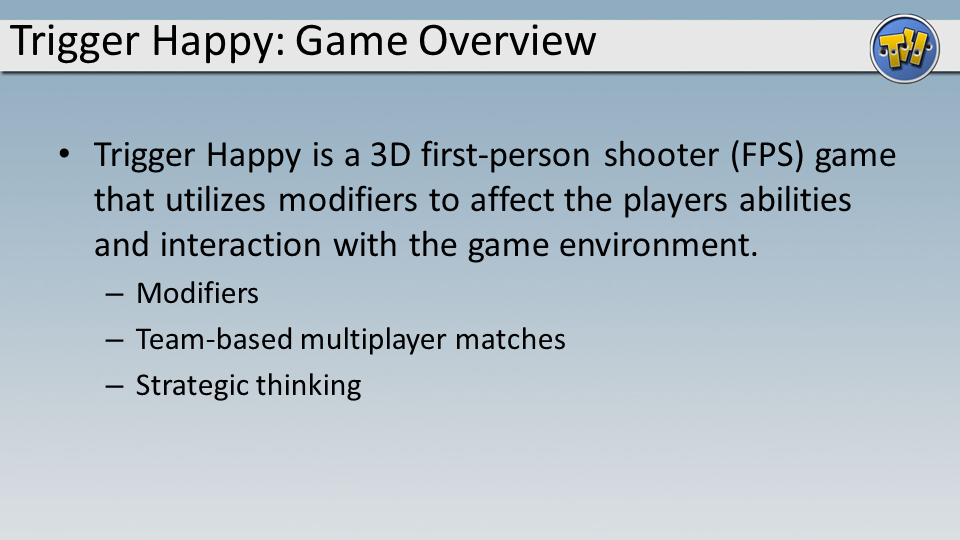 Trigger Happy: Game Overview
TH
• Trigger Happy is a 3D first-person shooter (FPS) game
that utilizes modifiers to affect the players abilities
and interaction with the game environment.
– Modifiers
– Team-based multiplayer matches
– Strategic thinking